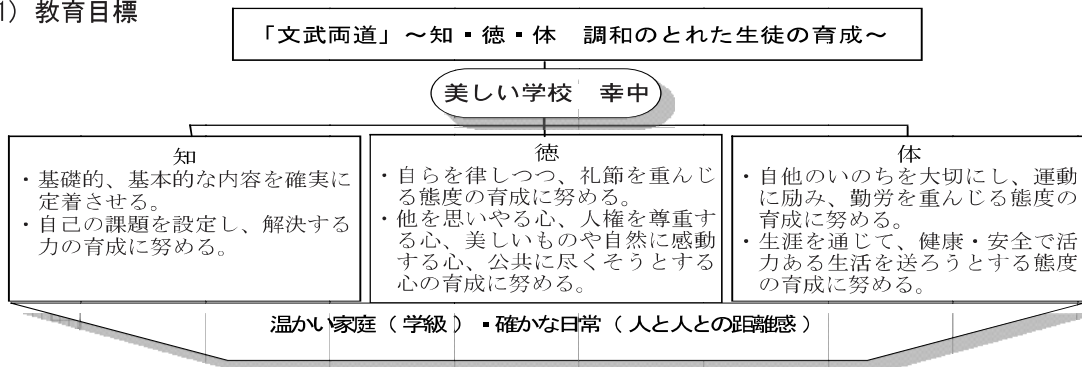 1) 教育目標
「文武両道」～知・徳・体　調和のとれた生徒の育成～
美しい学校　幸中
知
・基礎的、基本的な内容を確実に
定着させる。
・自己の課題を設定し、解決する
力の育成に努める。
徳
・自らを律しつつ、礼節を重んじ
る態度の育成に努める。
・他を思いやる心、人権を尊重す
る心、美しいものや自然に感動
する心、公共に尽くそうとする
心の育成に努める。
体
・自他のいのちを大切にし、運動
に励み、勤労を重んじる態度の
育成に努める。
・生涯を通じて、健康・安全で活
力ある生活を送ろうとする態度
の育成に努める。
温かい家庭（学級）・確かな日常（人と人との距離感）